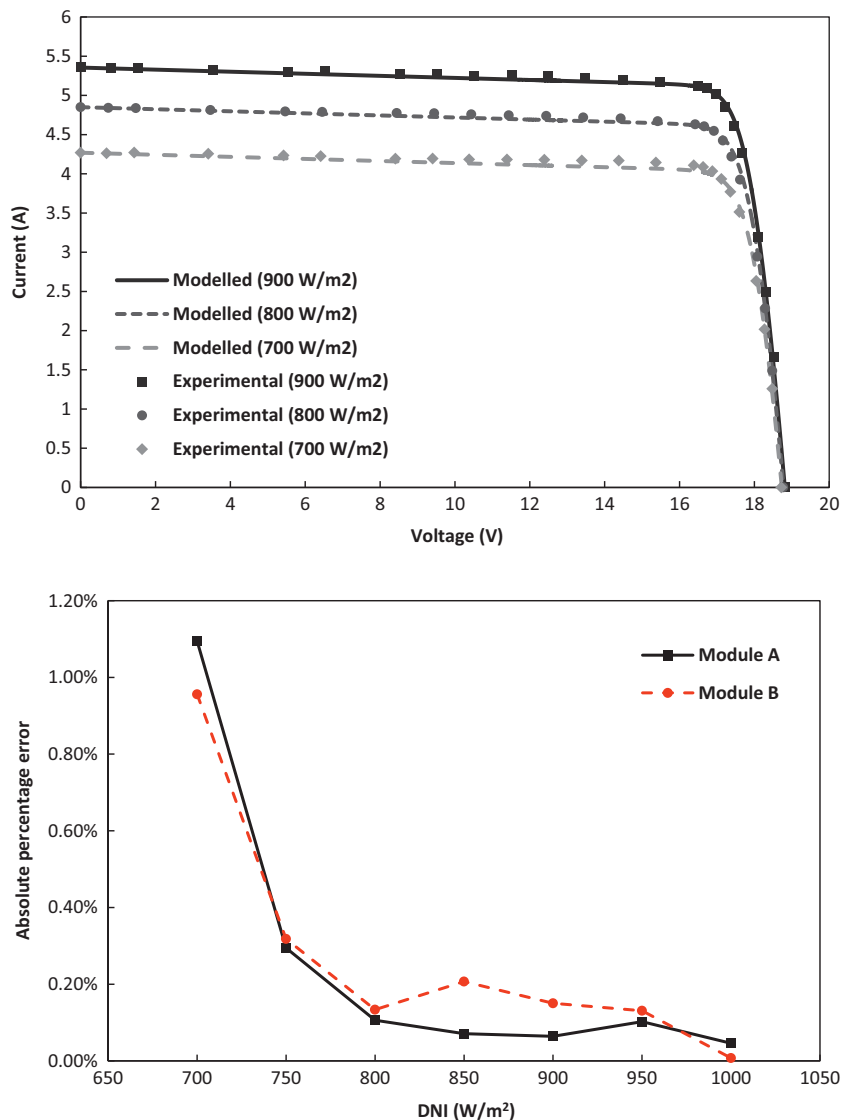 6
5.5
5
4.5
4
3.5
3
2.5
2
1.5
1
0.5
0
Current (A)
Modelled (900 W/m2)
Modelled (800 W/m2)
Modelled (700 W/m2)
Experimental (900 W/m2)
Experimental (800 W/m2)
Experimental (700 W/m2)
0 2 4 6 8 10 12 14 16 18 20
Voltage (V)
1.20%
1.00%
0.80%
0.60%
0.40%
0.20%
0.00%
Absolute percentage error
Module A
Module B
650 700 750 800 850 900 950 1000 1050
DNI (W/m²)